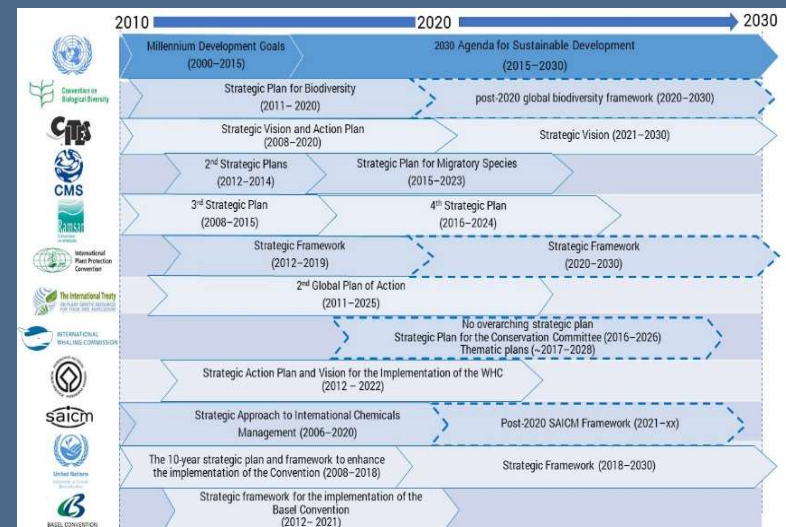 2010
2020
2030
Millennium Development Goals
(2000–2015)
2030 Agenda for Sustainable Development
(2015–2030)
Convention on
Biological Diversity
Strategic Plan for Biodiversity
(2011– 2020)
post-2020 global biodiversity framework (2020–2030)
CITES
Strategic Vision and Action Plan
(2008–2020)
Strategic Vision (2021–2030)
CMS
2nd Strategic Plans
(2012–2014)
Strategic Plan for Migratory Species
(2015–2023)
Ramsar
3rd Strategic Plan
(2008–2015)
4th Strategic Plan
(2016–2024)
International
Plant Protection
Convention
Strategic Framework
(2012–2019)
Strategic Framework
(2020–2030)
The International Treaty
ON PLANT GENETIC RESOURCES
FOR FOOD AND AGRICULTURE
2nd Global Plan of Action
(2011–2025)
INTERNATIONAL
WHALING COMMISSION
No overarching strategic plan
Strategic Plan for the Conservation Committee (2016–2026)
Thematic plans (~2017–2028)
Strategic Action Plan and Vision for the Implementation of the WHC
(2012 – 2022)
saicm
Strategic Approach to International Chemicals
Management (2006–2020)
Post-2020 SAICM Framework (2021–xx)
United Nations
The 10-year strategic plan and framework to enhance
the implementation of the Convention (2008–2018)
Strategic Framework (2018–2030)
BASEL CONVENTION
Strategic framework for the implementation of the
Basel Convention
(2012– 2021)